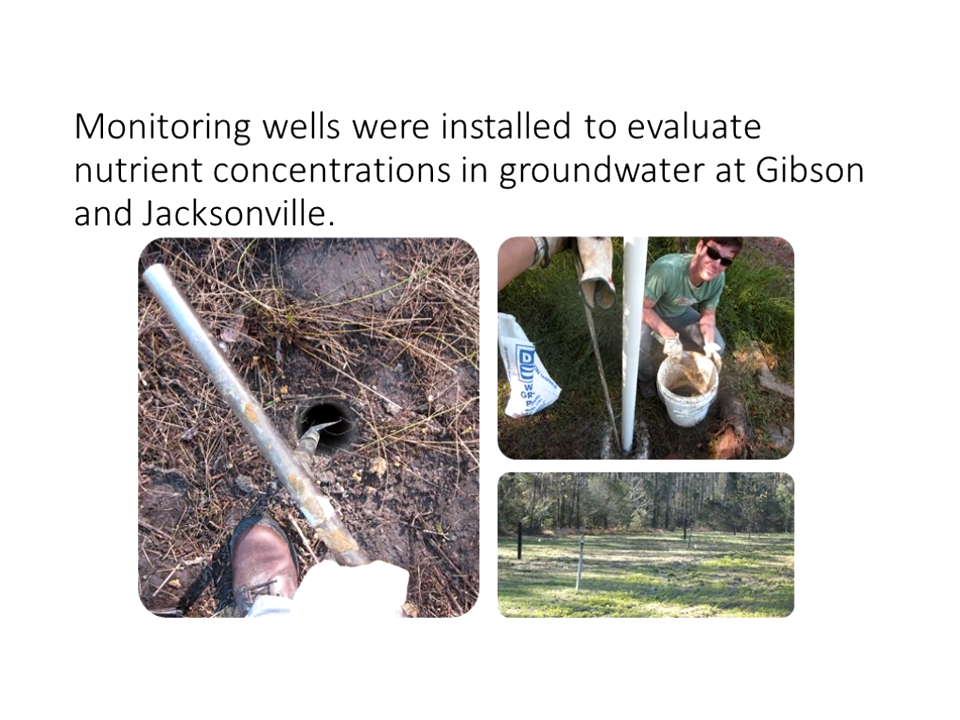 Monitoring wells were installed to evaluate
nutrient concentrations in groundwater at Gibson
and Jacksonville.